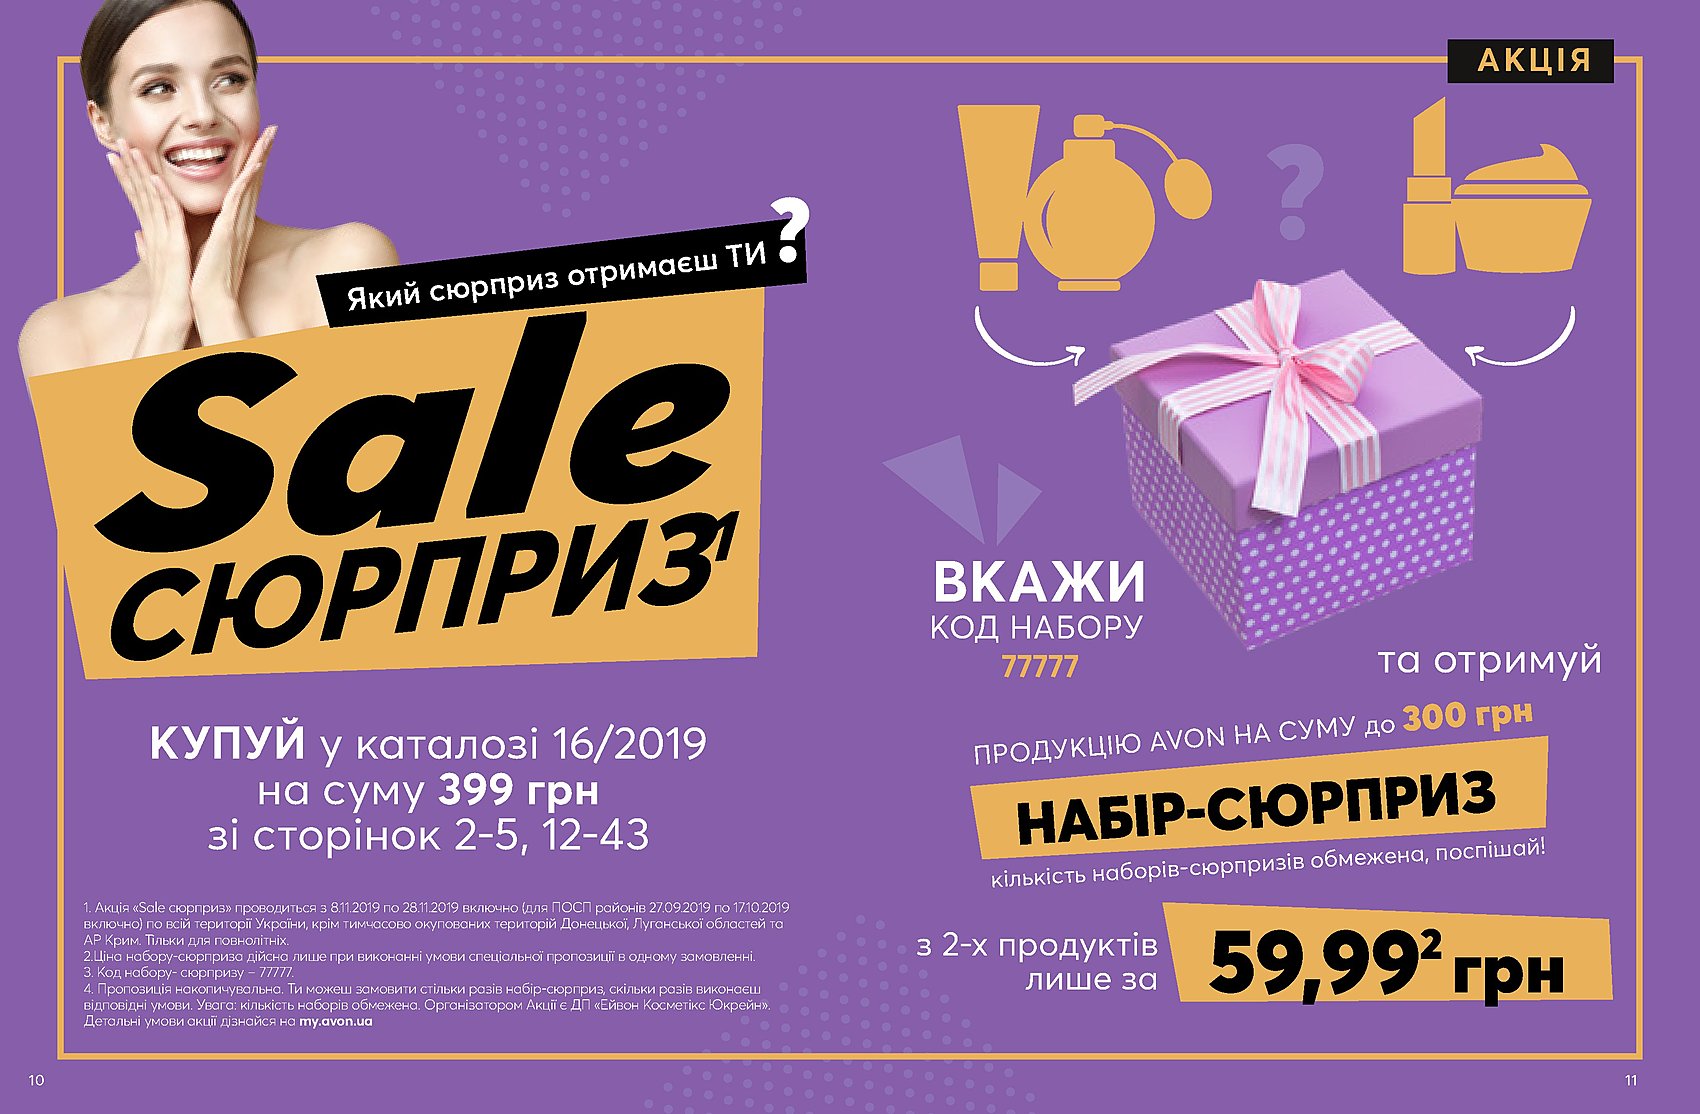 АКЦІЯ
?
Який сюрприз отримаєш ТИ?
Sale
СЮРПРИЗ¹
КУПУЙ у каталозі 16/2019
на суму 399 грн
зі сторінок 2-5, 12-43
1. Акція «Sale сюрприз» проводиться з 8.11.2019 по 28.11.2019 включно (для ПОСП районів 27.09.2019 по 17.10.2019
включно) по всій території України, крім тимчасово окупованих територій Донецької, Луганської областей та
АР Крим. Тільки для повнолітніх.
2.Ціна набору-сюрприза дійсна лише при виконанні умови спеціальної пропозиції в одному замовленні.
3. Код набору- сюрпризу – 77777.
4. Пропозиція накопичувальна. Ти можеш замовити стільки разів набір-сюрприз, скільки разів виконаєш
відповідні умови. Увага: кількість наборів обмежена. Організатором Акції є ДП «Ейвон Косметікс Юкрейн».
Детальні умови акції дізнайся на my.avon.ua
10
ВКАЖИ
КОД НАБОРУ
77777
та отримуй
ПРОДУКЦІЮ AVON НА СУМУ до 300 грн
НАБІР-СЮРПРИЗ
кількість наборів-сюрпризів обмежена, поспішай!
з 2-х продуктів
лише за
59,99² грн
11